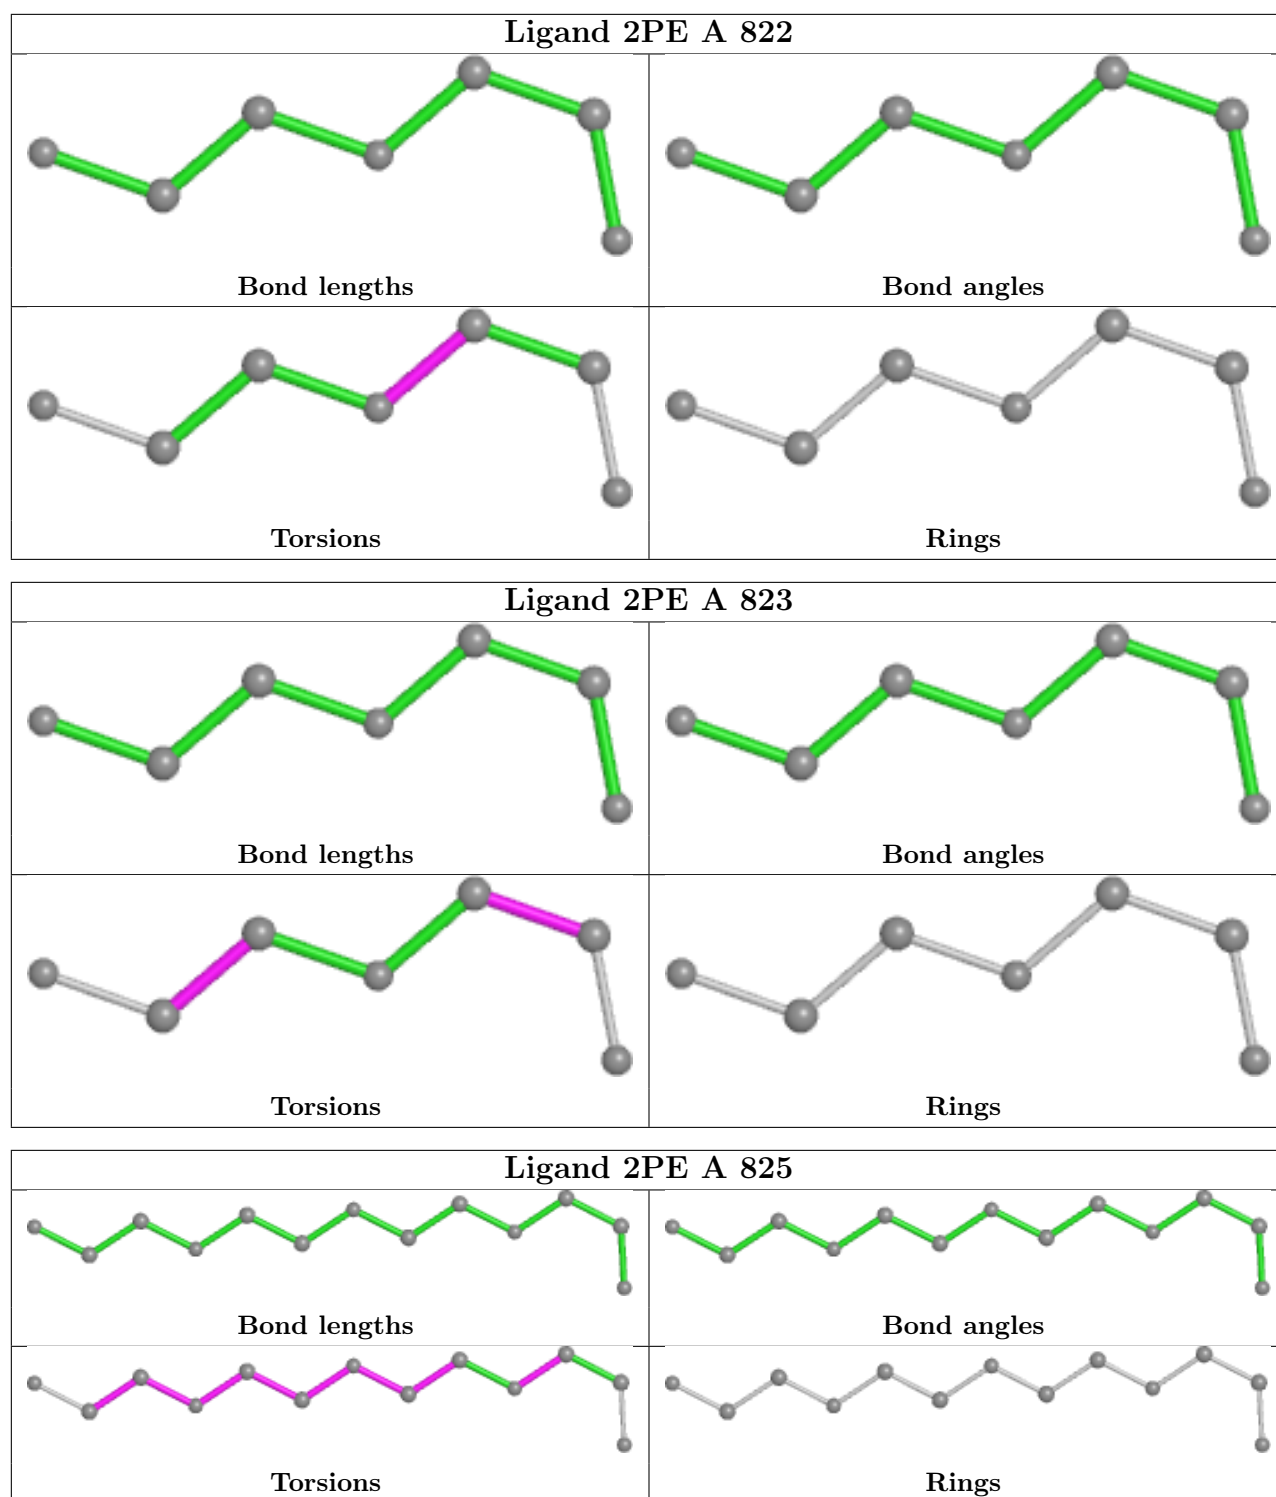 Ligand 2PE A 822
Bond lengths
Bond angles
Torsions
Rings
Ligand 2PE A 823
Bond lengths
Bond angles
Torsions
Rings
Ligand 2PE A 825
Bond lengths
Bond angles
Torsions
Rings